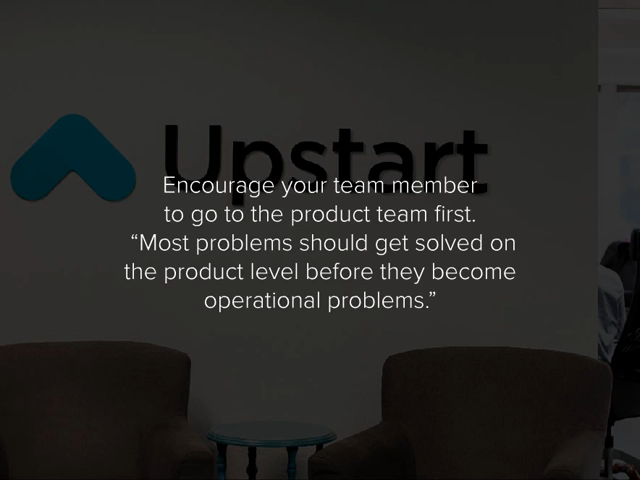 Upstart
Encourage your team member
to go to the product team first.
“Most problems should get solved on
the product level before they become
operational problems.”